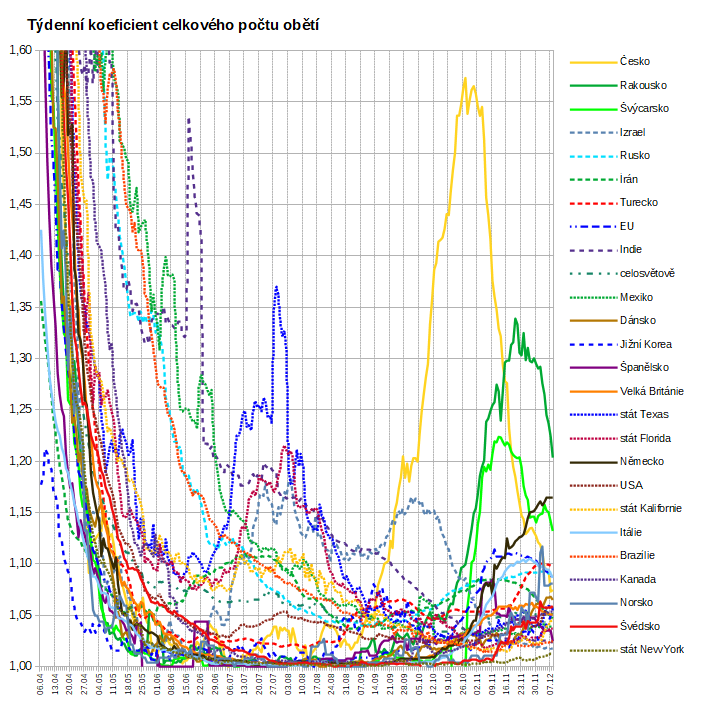 Týdenní koeficient celkového počtu obětí
1,60
1,55
1,50
1,45
1,40
1,35
1,30
1,25
1,20
1,15
1,10
1,05
1,00
Česko
Rakousko
Švýcarsko
Izrael
Rusko
Írán
Turecko
EU
Indie
celosvětově
Mexiko
Dánsko
Jižní Korea
Španělsko
Velká Británie
stát Texas
stát Florida
Německo
USA
stát Kalifornie
Itálie
Brazílie
Kanada
Norsko
Švédsko
stát NewYork
06.04
13.04
20.04
27.04
04.05
11.05
18.05
25.05
01.06
08.06
15.06
22.06
29.06
06.07
13.07
20.07
27.07
03.08
10.08
17.08
24.08
31.08
07.09
14.09
21.09
28.09
05.10
12.10
19.10
26.10
02.11
09.11
16.11
23.11
30.11
07.12